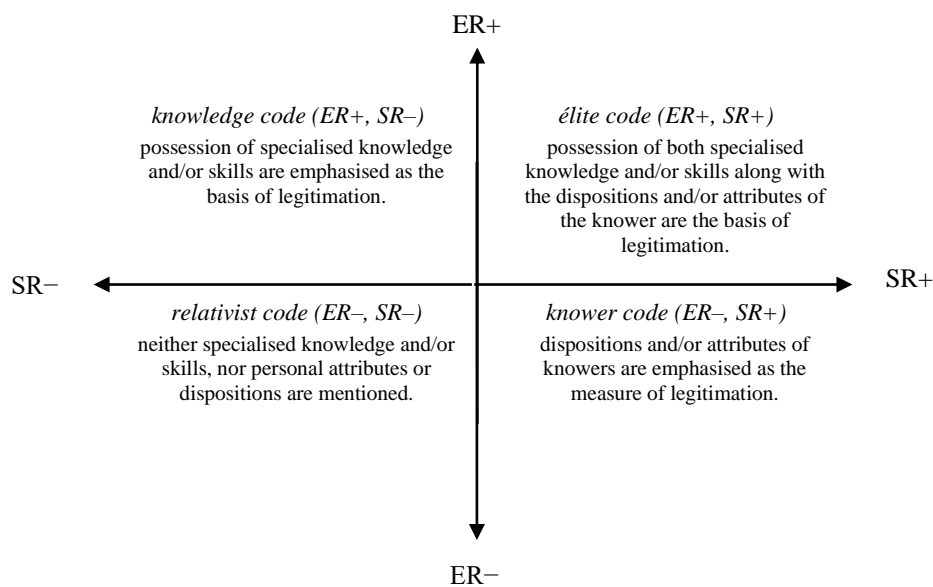 ER+
knowledge code (ER+, SR–)
possession of specialised knowledge
and/or skills are emphasised as the
basis of legitimation.
élite code (ER+, SR+)
possession of both specialised
knowledge and/or skills along with
the dispositions and/or attributes of
the knower are the basis of
legitimation.
SR−
SR+
relativist code (ER–, SR–)
neither specialised knowledge and/or
skills, nor personal attributes or
dispositions are mentioned.
knower code (ER–, SR+)
dispositions and/or attributes of
knowers are emphasised as the
measure of legitimation.
ER−